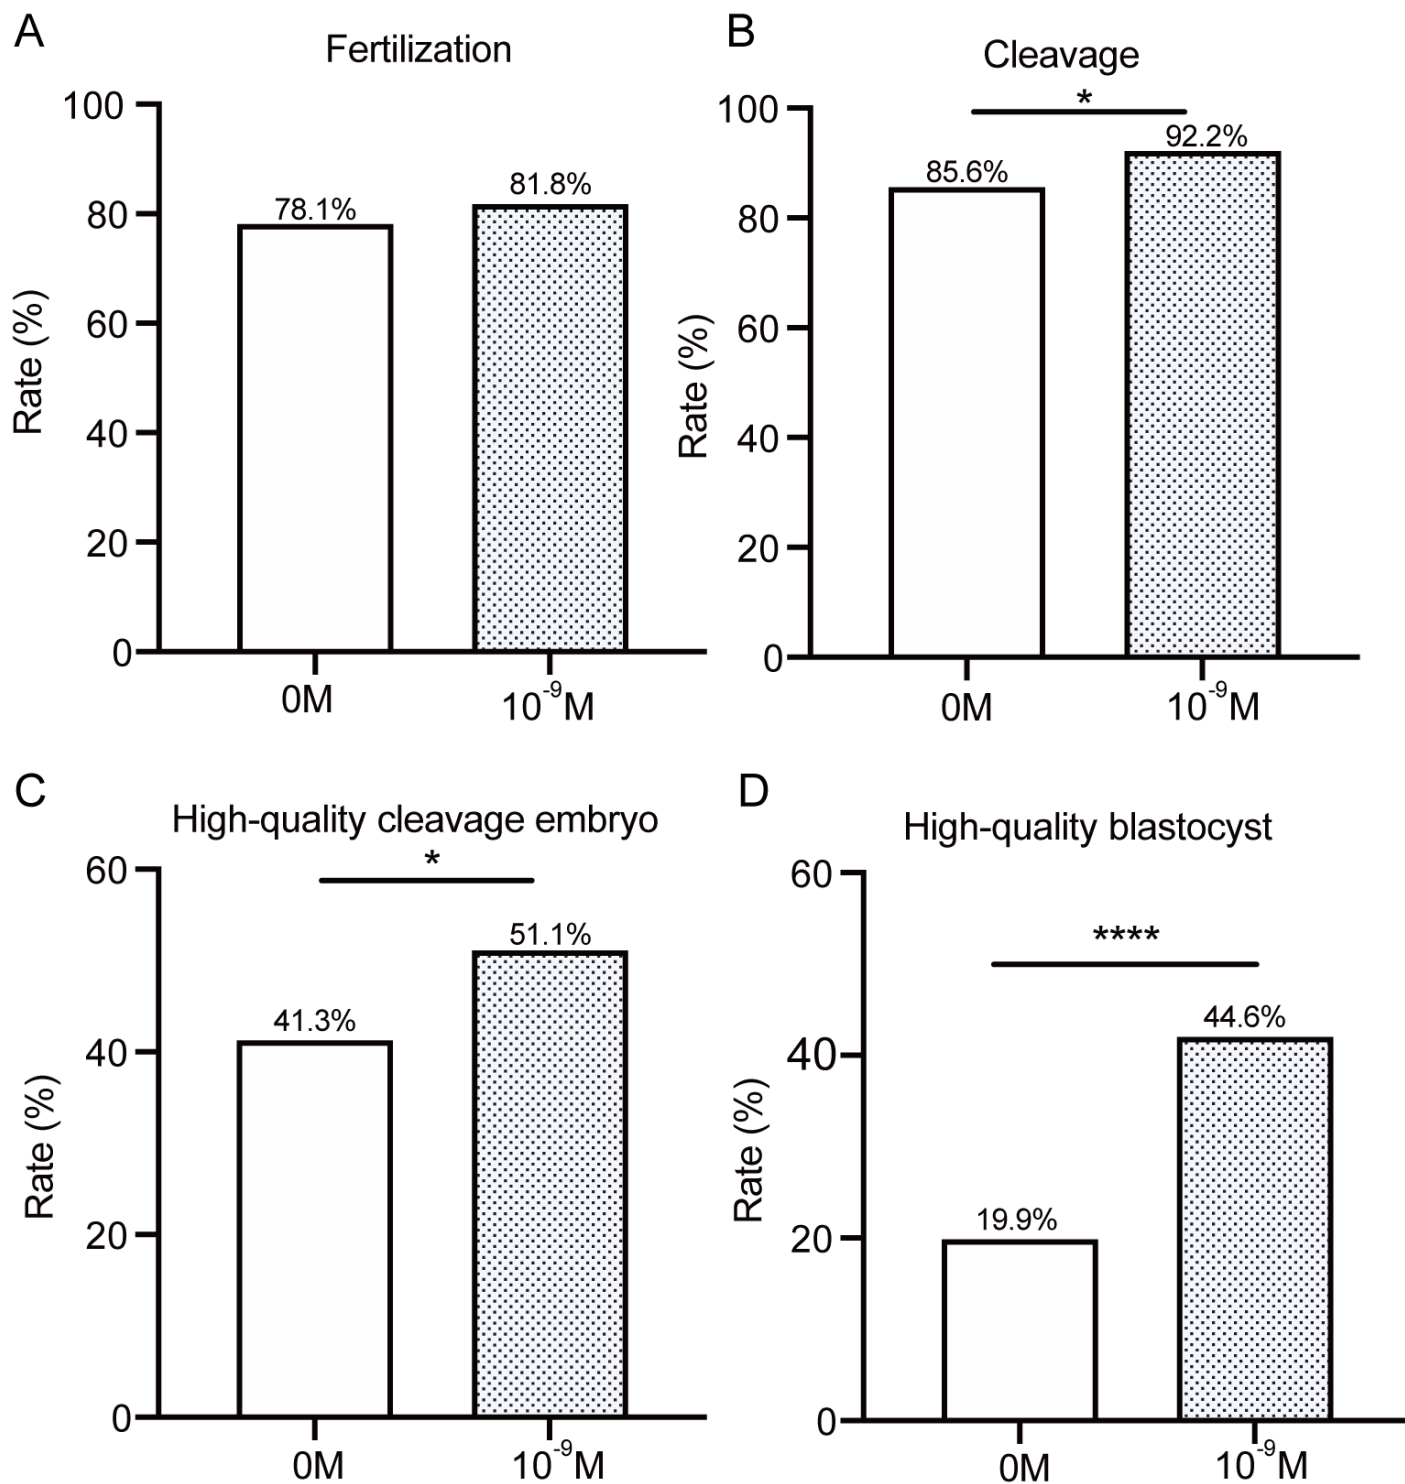 A
Fertilization
100
80
60
40
20
0
Rate (%)
78.1%
81.8%
0M
10⁻⁹M
B
Cleavage
*
100
80
60
40
20
0
Rate (%)
85.6%
92.2%
0M
10⁻⁹M
C
High-quality cleavage embryo
*
60
40
20
0
Rate (%)
41.3%
51.1%
0M
10⁻⁹M
D
High-quality blastocyst
****
60
40
20
0
Rate (%)
19.9%
44.6%
0M
10⁻⁹M